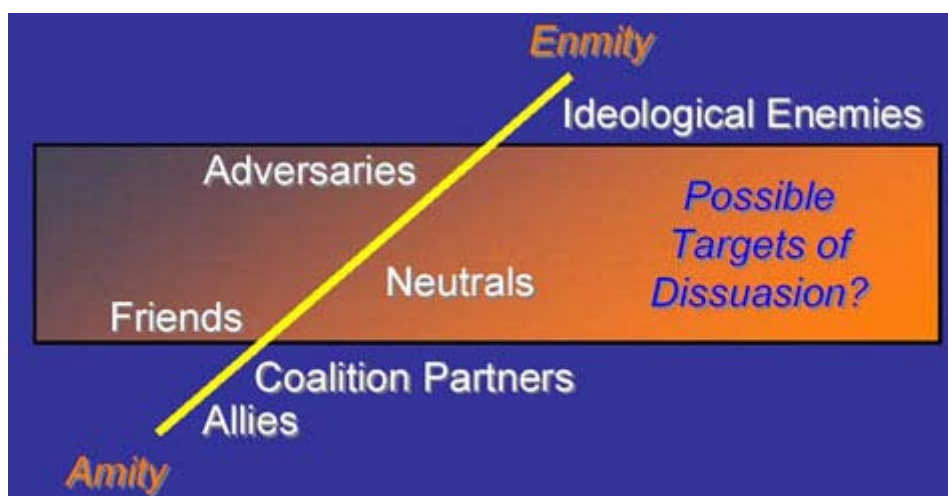 Enmity
Ideological Enemies
Adversaries
Possible
Targets of
Dissuasion?
Neutrals
Friends
Coalition Partners
Allies
Amity